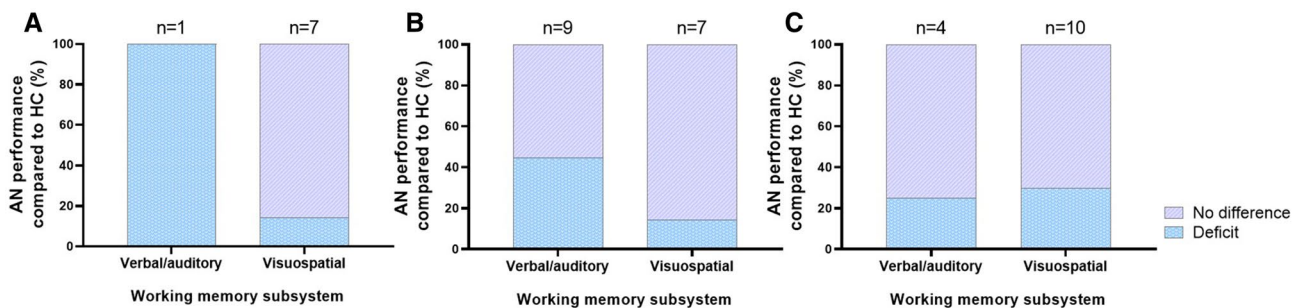 A
n=1
n=7
AN performance
compared to HC (%)
100
80
60
40
20
0
Verbal/auditory
Visuospatial
Working memory subsystem
B
n=9
n=7
AN performance
compared to HC (%)
100
80
60
40
20
0
Verbal/auditory
Visuospatial
Working memory subsystem
C
n=4
n=10
AN performance
compared to HC (%)
100
80
60
40
20
0
Verbal/auditory
Visuospatial
Working memory subsystem
No difference
Deficit